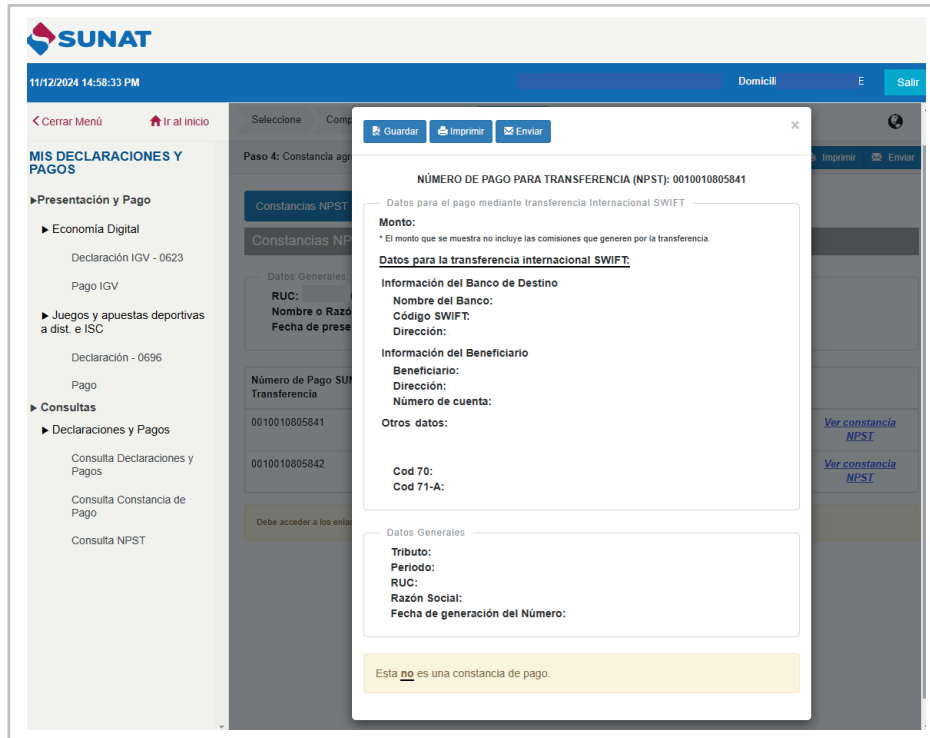 SUNAT
11/12/2024 14:58:33 PM
Domicili E Salir
Cerrar Menú Ir al inicio
MIS DECLARACIONES Y
PAGOS
Presentación y Pago
Economía Digital
Declaración IGV - 0623
Pago IGV
Juegos y apuestas deportivas
a dist. e ISC
Declaración - 0696
Pago
Consultas
Declaraciones y Pagos
Consulta Declaraciones y
Pagos
Consulta Constancia de
Pago
Consulta NPST
Seleccione Comp
Paso 4: Constancia agr
Imprimir Enviar
Constancias NPST
Constancias NP
Datos Generales:
RUC:
Nombre o Razó
Fecha de prese
Número de Pago SUN
Transferencia
0010010805841
Ver constancia
NPST
0010010805842
Ver constancia
NPST
Debe acceder a los enlac
Guardar Imprimir Enviar ×
NÚMERO DE PAGO PARA TRANSFERENCIA (NPST): 0010010805841
Datos para el pago mediante transferencia Internacional SWIFT
Monto:
* El monto que se muestra no incluye las comisiones que generen por la transferencia.
Datos para la transferencia internacional SWIFT:
Información del Banco de Destino
Nombre del Banco:
Código SWIFT:
Dirección:
Información del Beneficiario
Beneficiario:
Dirección:
Número de cuenta:
Otros datos:
Cod 70:
Cod 71-A:
Datos Generales
Tributo:
Periodo:
RUC:
Razón Social:
Fecha de generación del Número:
Esta no es una constancia de pago.